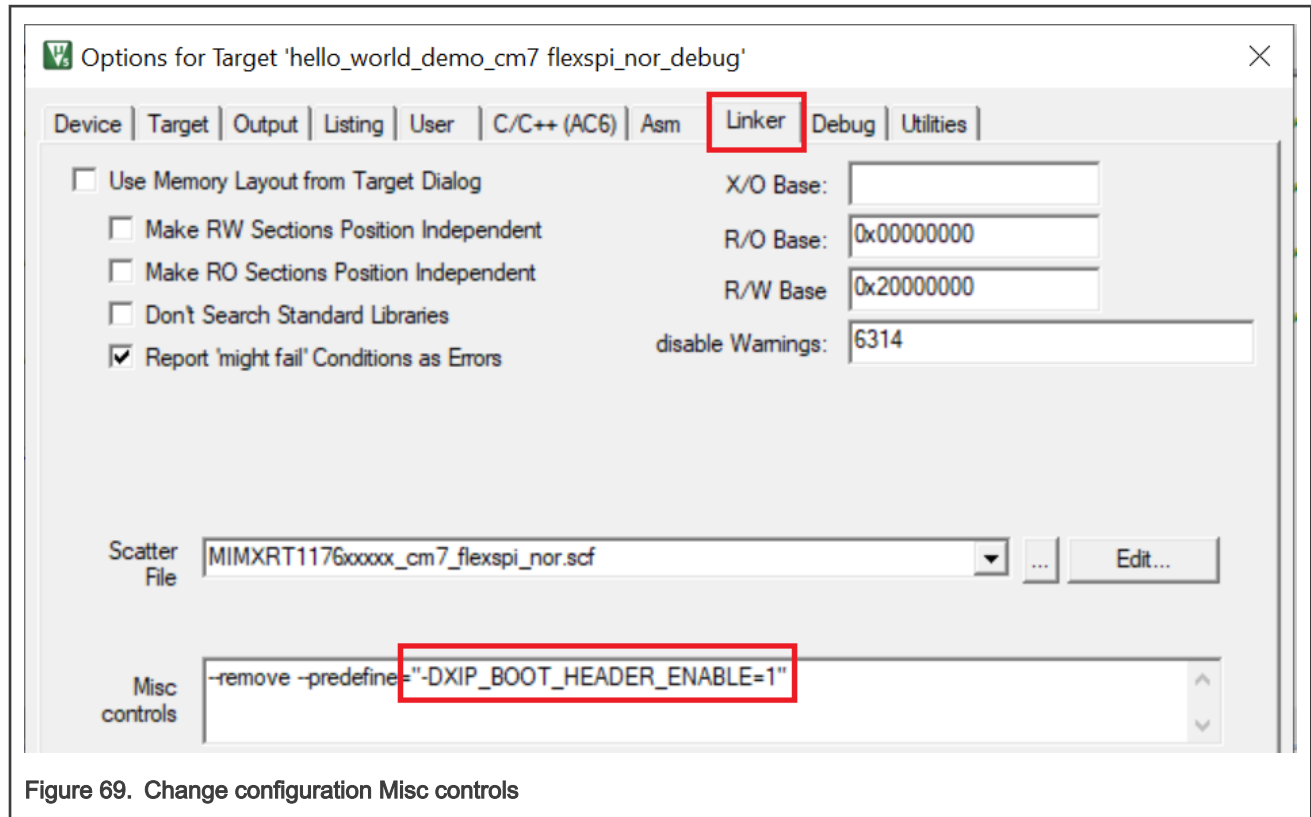 Options for Target 'hello_world_demo_cm7 flexspi_nor_debug'
Device Target Output Listing User C/C++ (AC6) Asm Linker Debug Utilities
Use Memory Layout from Target Dialog
Make RW Sections Position Independent
Make RO Sections Position Independent
Don't Search Standard Libraries
Report 'might fail' Conditions as Errors
X/O Base:
R/O Base: 0x00000000
R/W Base 0x20000000
disable Warnings: 6314
Scatter
File
MIMXRT1176xxxxx_cm7_flexspi_nor.scf
... Edit...
Misc
controls
--remove --predefine="-DXIP_BOOT_HEADER_ENABLE=1"
Figure 69. Change configuration Misc controls